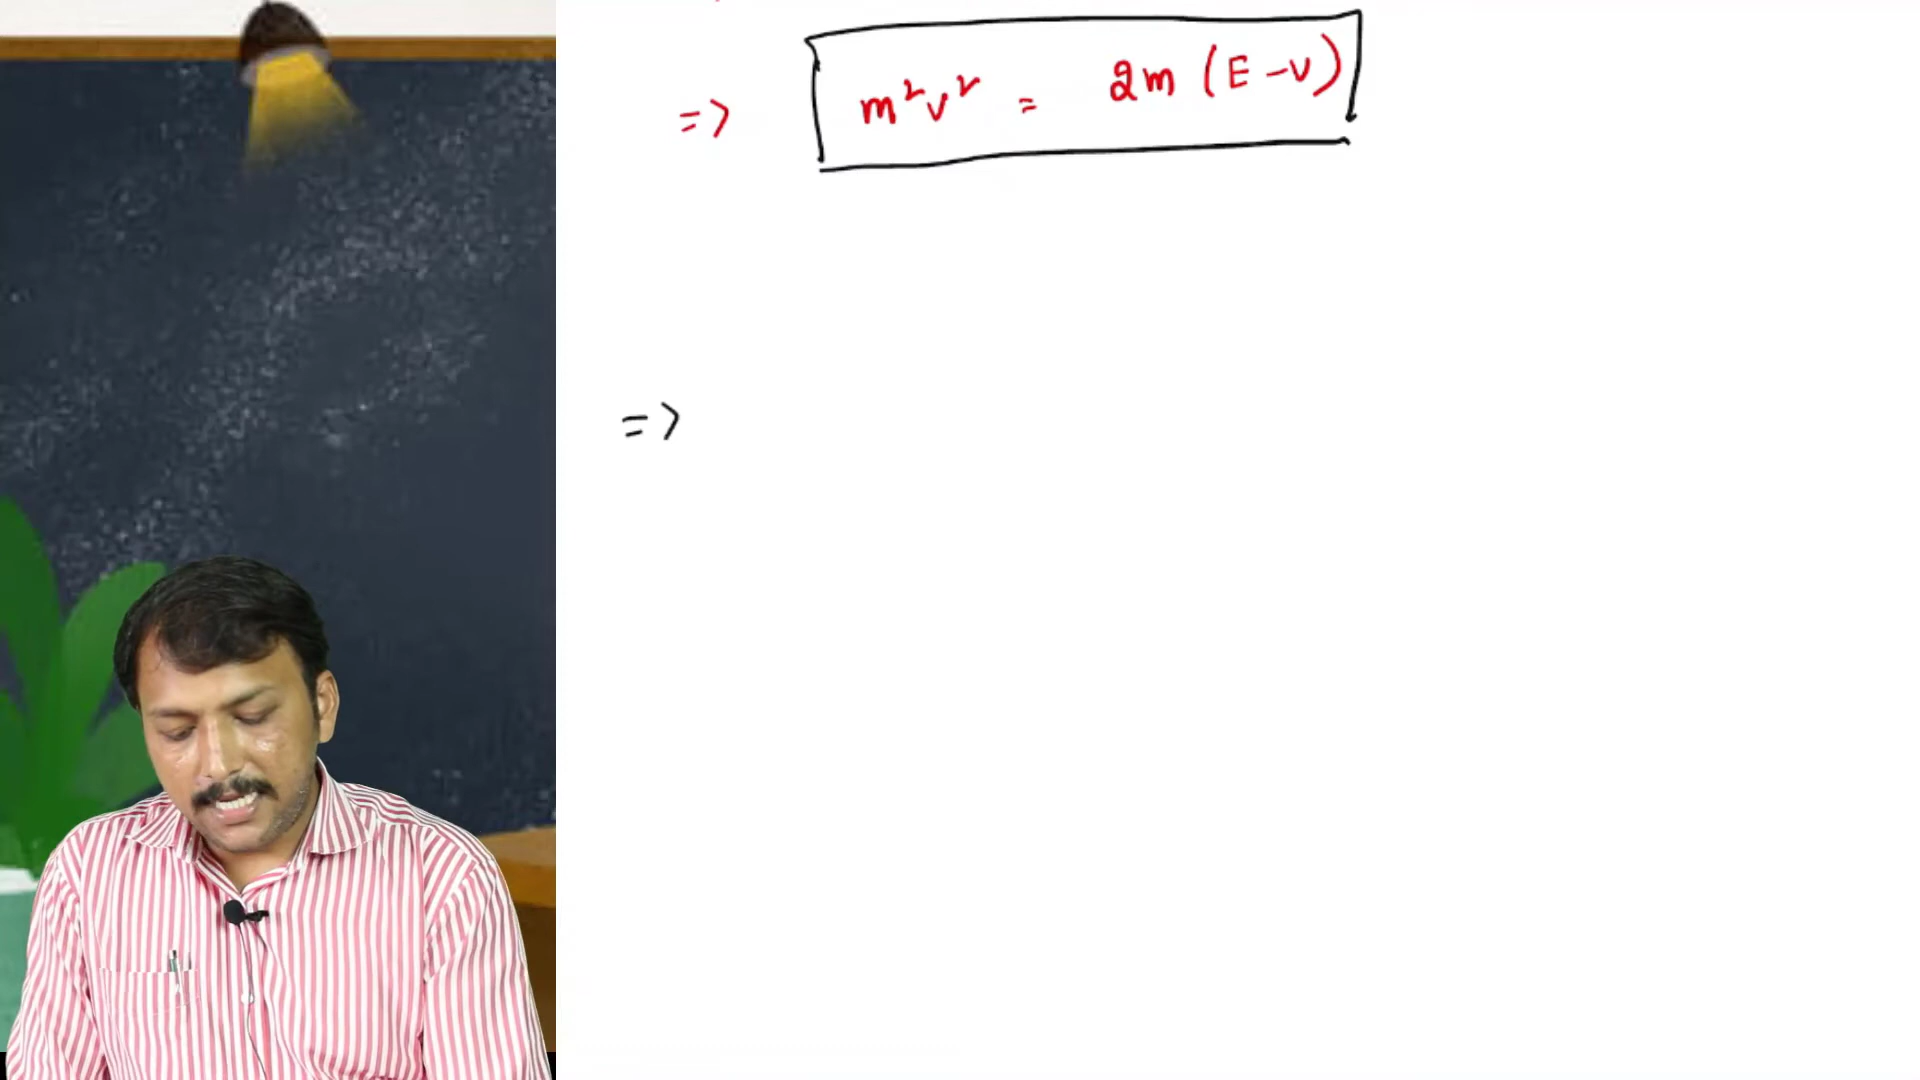 => m²v² = 2m (E-V)
=>